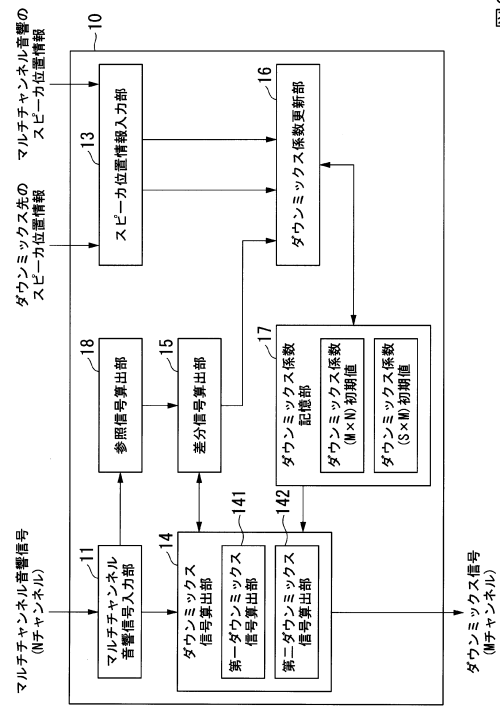 マルチチャンネル音響信号
(Nチャンネル)
ダウンミックス先の
スピーカ位置情報
マルチチャンネル音響の
スピーカ位置情報
10
11
マルチチャンネル
音響信号入力部
18
参照信号算出部
13
スピーカ位置情報入力部
14
ダウンミックス
信号算出部
141
第一ダウンミックス
信号算出部
142
第二ダウンミックス
信号算出部
15
差分信号算出部
16
ダウンミックス係数更新部
17
ダウンミックス係数
記憶部
ダウンミックス係数
(M×N)初期値
ダウンミックス係数
(S×M)初期値
ダウンミックス信号
(Mチャンネル)